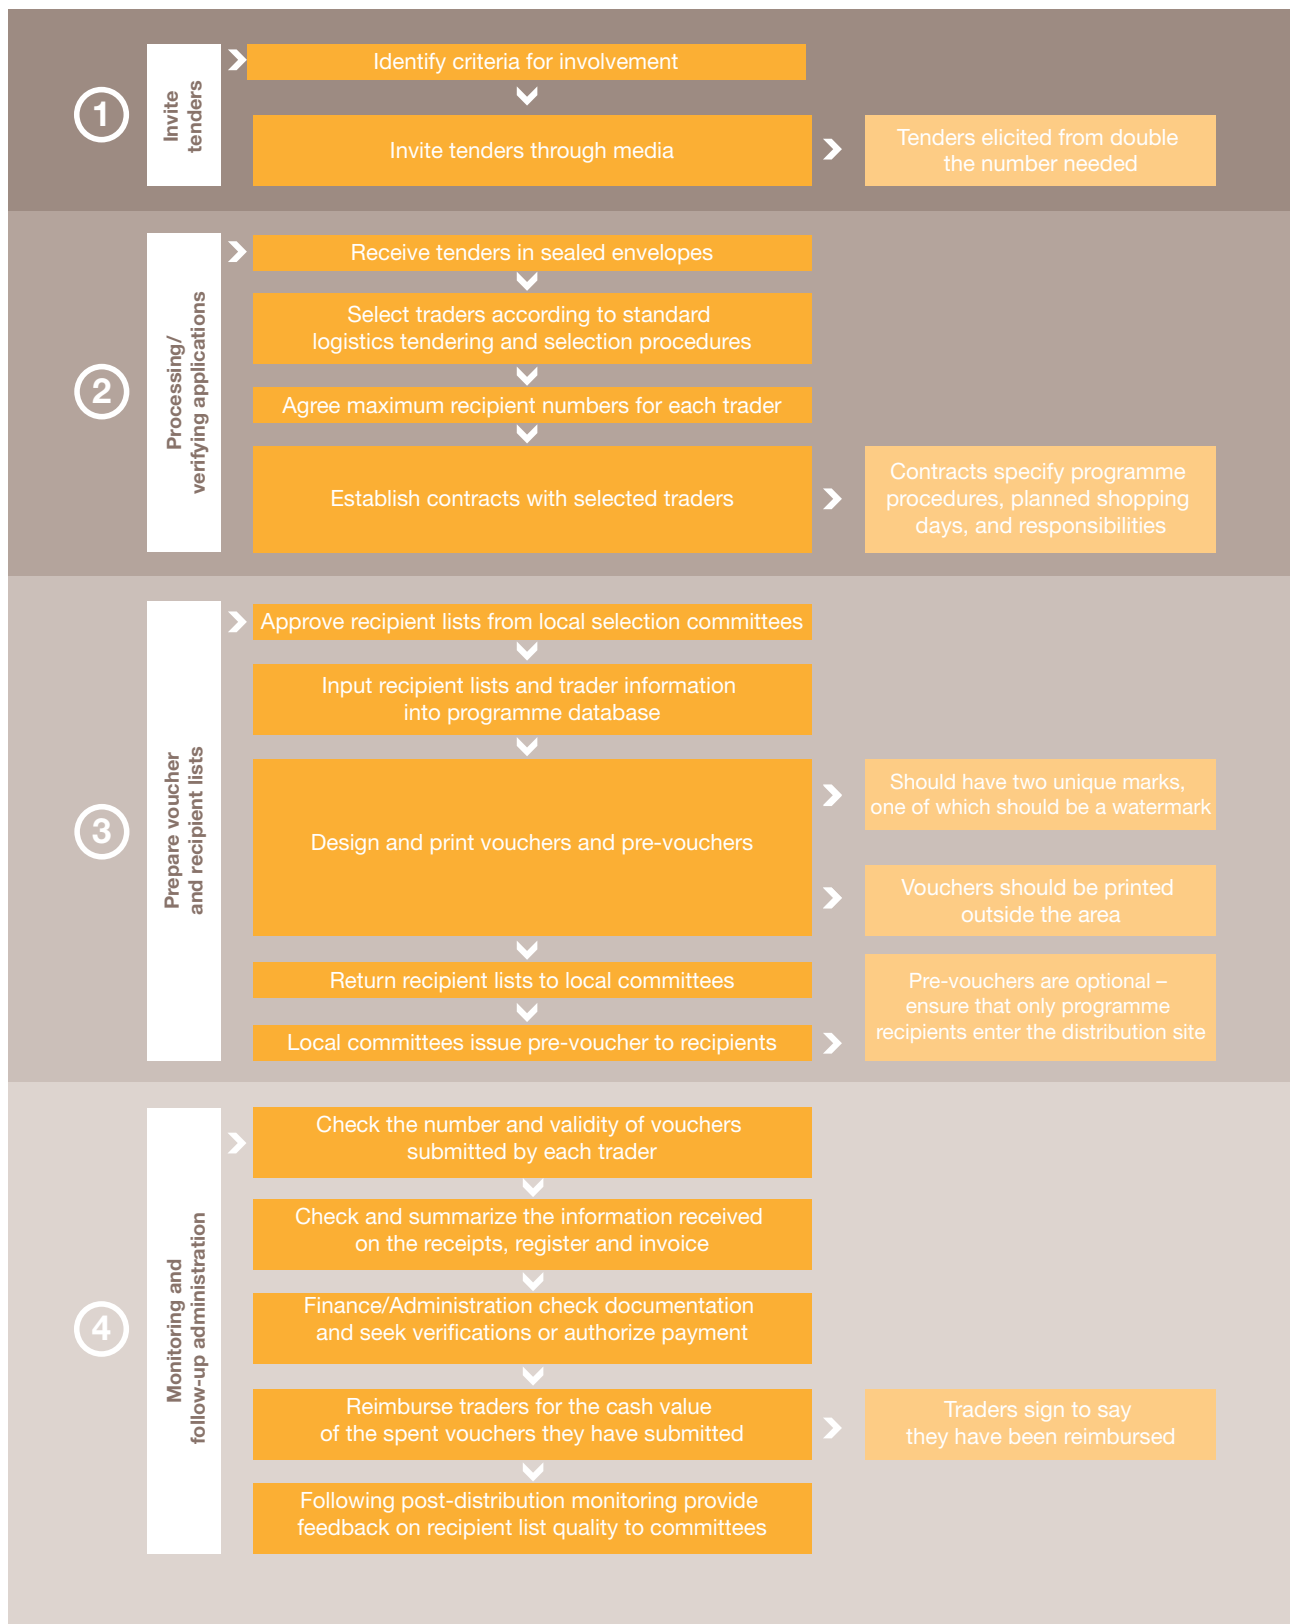 1
Invite
tenders
Identify criteria for involvement
Invite tenders through media
Tenders elicited from double
the number needed
2
Processing/
verifying applications
Receive tenders in sealed envelopes
Select traders according to standard
logistics tendering and selection procedures
Agree maximum recipient numbers for each trader
Establish contracts with selected traders
Contracts specify programme
procedures, planned shopping
days, and responsibilities
3
Prepare voucher
and recipient lists
Approve recipient lists from local selection committees
Input recipient lists and trader information
into programme database
Design and print vouchers and pre-vouchers
Should have two unique marks,
one of which should be a watermark
Vouchers should be printed
outside the area
Return recipient lists to local committees
Local committees issue pre-voucher to recipients
Pre-vouchers are optional –
ensure that only programme
recipients enter the distribution site
4
Monitoring and
follow-up administration
Check the number and validity of vouchers
submitted by each trader
Check and summarize the information received
on the receipts, register and invoice
Finance/Administration check documentation
and seek verifications or authorize payment
Reimburse traders for the cash value
of the spent vouchers they have submitted
Traders sign to say
they have been reimbursed
Following post-distribution monitoring provide
feedback on recipient list quality to committees